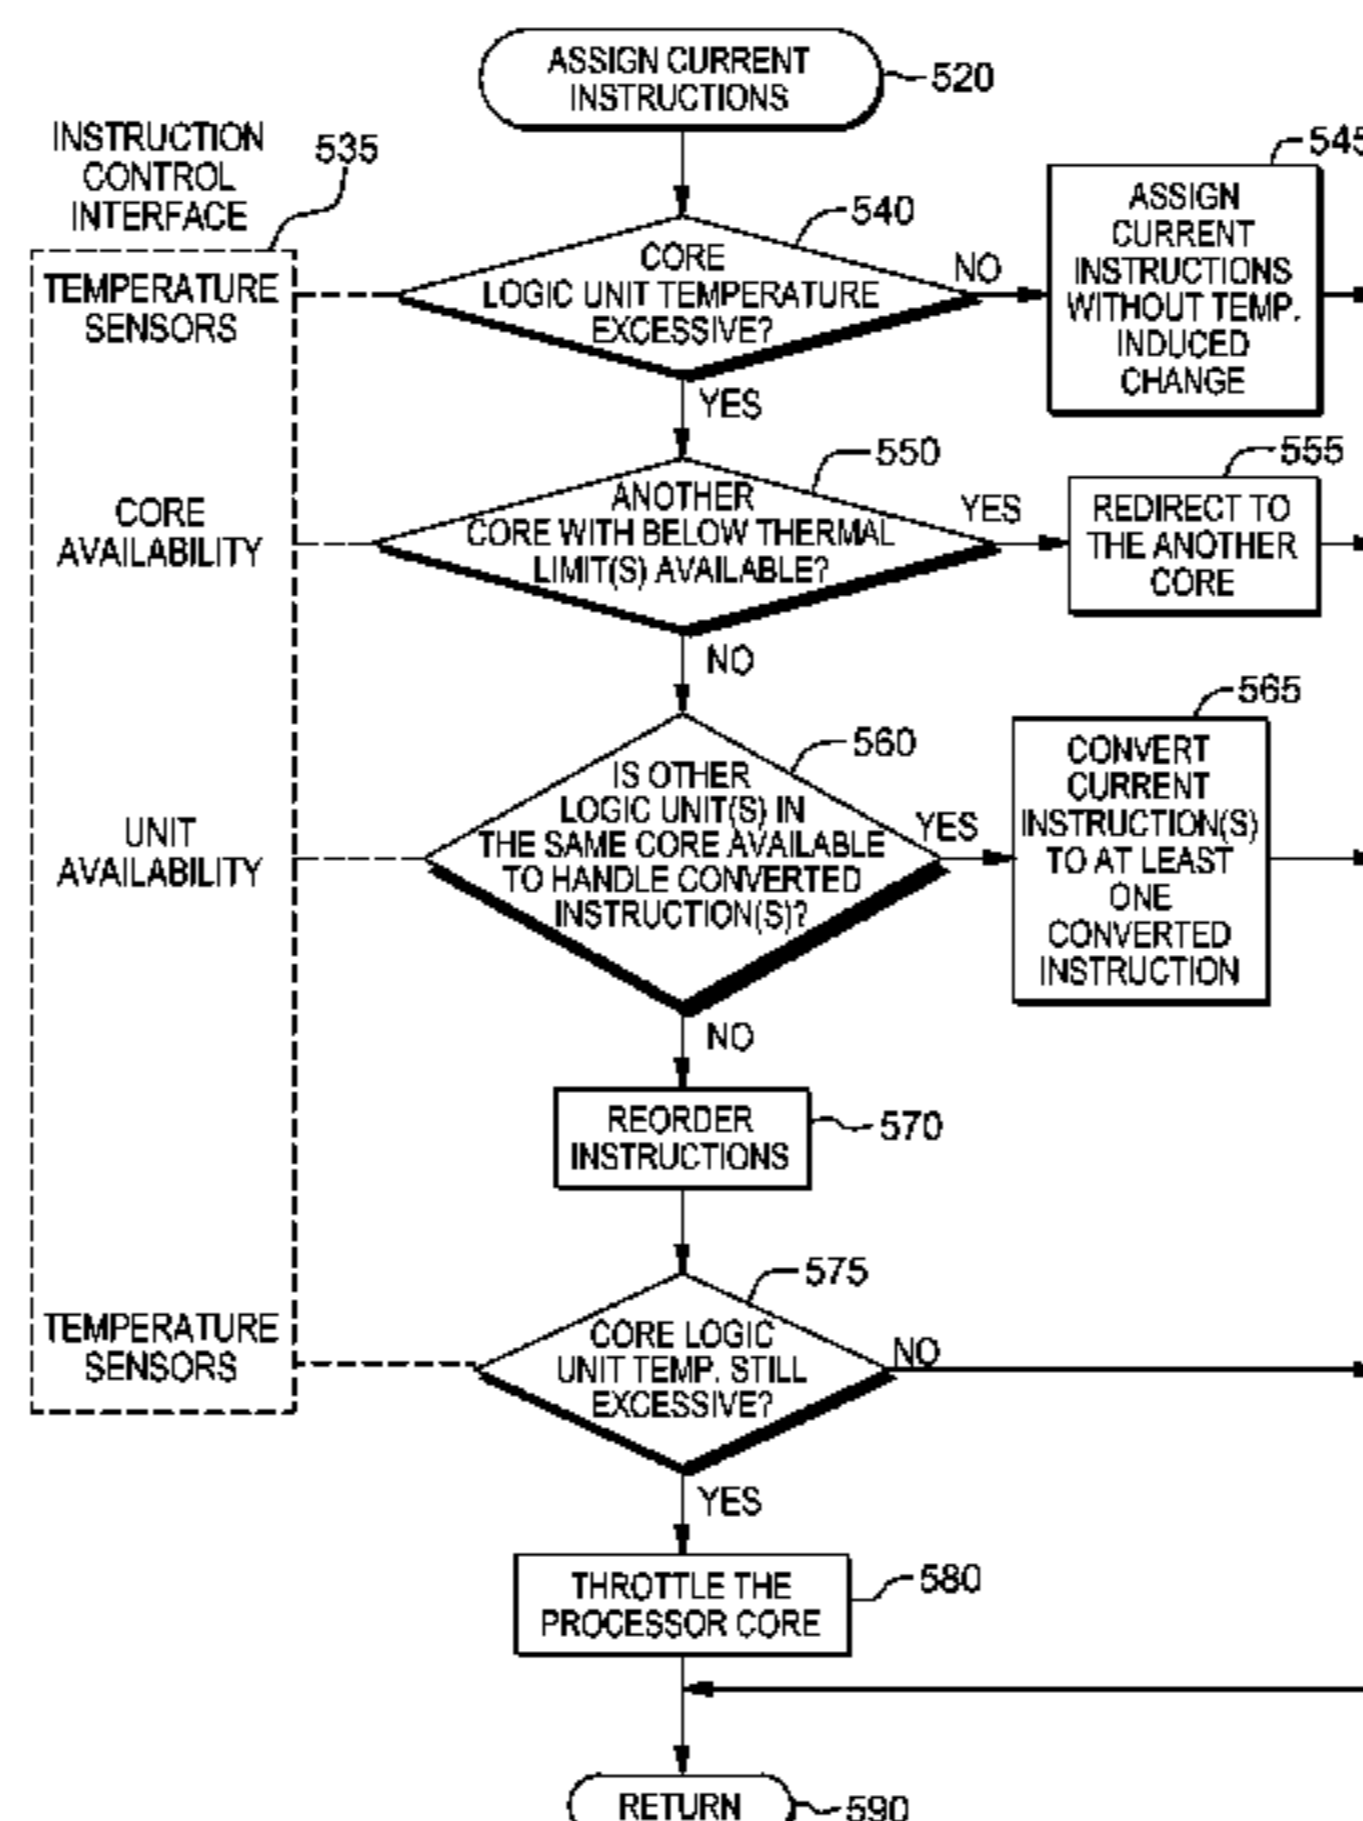 ASSIGN CURRENT
INSTRUCTIONS
520
INSTRUCTION
CONTROL
INTERFACE
535
TEMPERATURE
SENSORS
540
CORE
LOGIC UNIT TEMPERATURE
EXCESSIVE?
NO
545
ASSIGN
CURRENT
INSTRUCTIONS
WITHOUT TEMP.
INDUCED
CHANGE
YES
CORE
AVAILABILITY
550
ANOTHER
CORE WITH BELOW THERMAL
LIMIT(S) AVAILABLE?
YES
555
REDIRECT TO
THE ANOTHER
CORE
NO
UNIT
AVAILABILITY
560
IS OTHER
LOGIC UNIT(S) IN
THE SAME CORE AVAILABLE
TO HANDLE CONVERTED
INSTRUCTION(S)?
YES
565
CONVERT
CURRENT
INSTRUCTION(S)
TO AT LEAST
ONE
CONVERTED
INSTRUCTION
NO
REORDER
INSTRUCTIONS
570
TEMPERATURE
SENSORS
575
CORE LOGIC
UNIT TEMP. STILL
EXCESSIVE?
NO
YES
THROTTLE THE
PROCESSOR CORE
580
RETURN
590